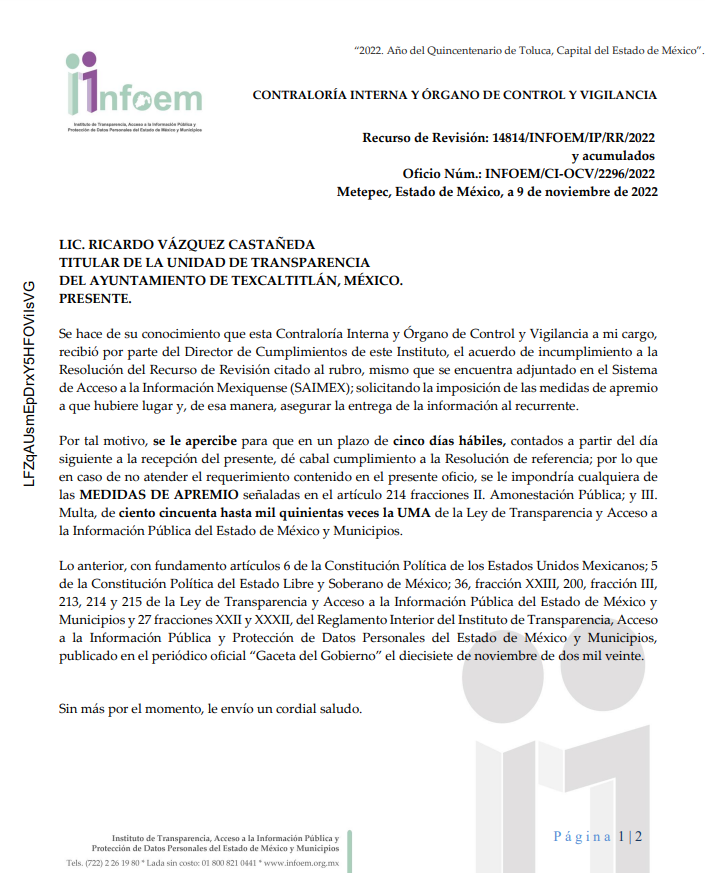 “2022. Año del Quincentenario de Toluca, Capital del Estado de México”.
infoem
Instituto de Transparencia, Acceso a la Información Pública y
Protección de Datos Personales del Estado de México y Municipios
CONTRALORÍA INTERNA Y ÓRGANO DE CONTROL Y VIGILANCIA
Recurso de Revisión: 14814/INFOEM/IP/RR/2022
y acumulados
Oficio Núm.: INFOEM/CI-OCV/2296/2022
Metepec, Estado de México, a 9 de noviembre de 2022
LIC. RICARDO VÁZQUEZ CASTAÑEDA
TITULAR DE LA UNIDAD DE TRANSPARENCIA
DEL AYUNTAMIENTO DE TEXCALTITLÁN, MÉXICO.
PRESENTE.
LFZqAUsmEpDrxY5HFOVilsVG
Se hace de su conocimiento que esta Contraloría Interna y Órgano de Control y Vigilancia a mi cargo,
recibió por parte del Director de Cumplimientos de este Instituto, el acuerdo de incumplimiento a la
Resolución del Recurso de Revisión citado al rubro, mismo que se encuentra adjuntado en el Sistema
de Acceso a la Información Mexiquense (SAIMEX); solicitando la imposición de las medidas de apremio
a que hubiere lugar y, de esa manera, asegurar la entrega de la información al recurrente.
Por tal motivo, se le apercibe para que en un plazo de cinco días hábiles, contados a partir del día
siguiente a la recepción del presente, dé cabal cumplimiento a la Resolución de referencia; por lo que
en caso de no atender el requerimiento contenido en el presente oficio, se le impondría cualquiera de
las MEDIDAS DE APREMIO señaladas en el artículo 214 fracciones II. Amonestación Pública; y III.
Multa, de ciento cincuenta hasta mil quinientas veces la UMA de la Ley de Transparencia y Acceso a
la Información Pública del Estado de México y Municipios.
Lo anterior, con fundamento artículos 6 de la Constitución Política de los Estados Unidos Mexicanos; 5
de la Constitución Política del Estado Libre y Soberano de México; 36, fracción XXIII, 200, fracción III,
213, 214 y 215 de la Ley de Transparencia y Acceso a la Información Pública del Estado de México y
Municipios y 27 fracciones XXII y XXXII, del Reglamento Interior del Instituto de Transparencia, Acceso
a la Información Pública y Protección de Datos Personales del Estado de México y Municipios,
publicado en el periódico oficial “Gaceta del Gobierno” el diecisiete de noviembre de dos mil veinte.
Sin más por el momento, le envío un cordial saludo.
Instituto de Transparencia, Acceso a la Información Pública y
Protección de Datos Personales del Estado de México y Municipios
Tels. (722) 2 26 19 80 * Lada sin costo: 01 800 821 0441 * www.infoem.org.mx
Página 1|2